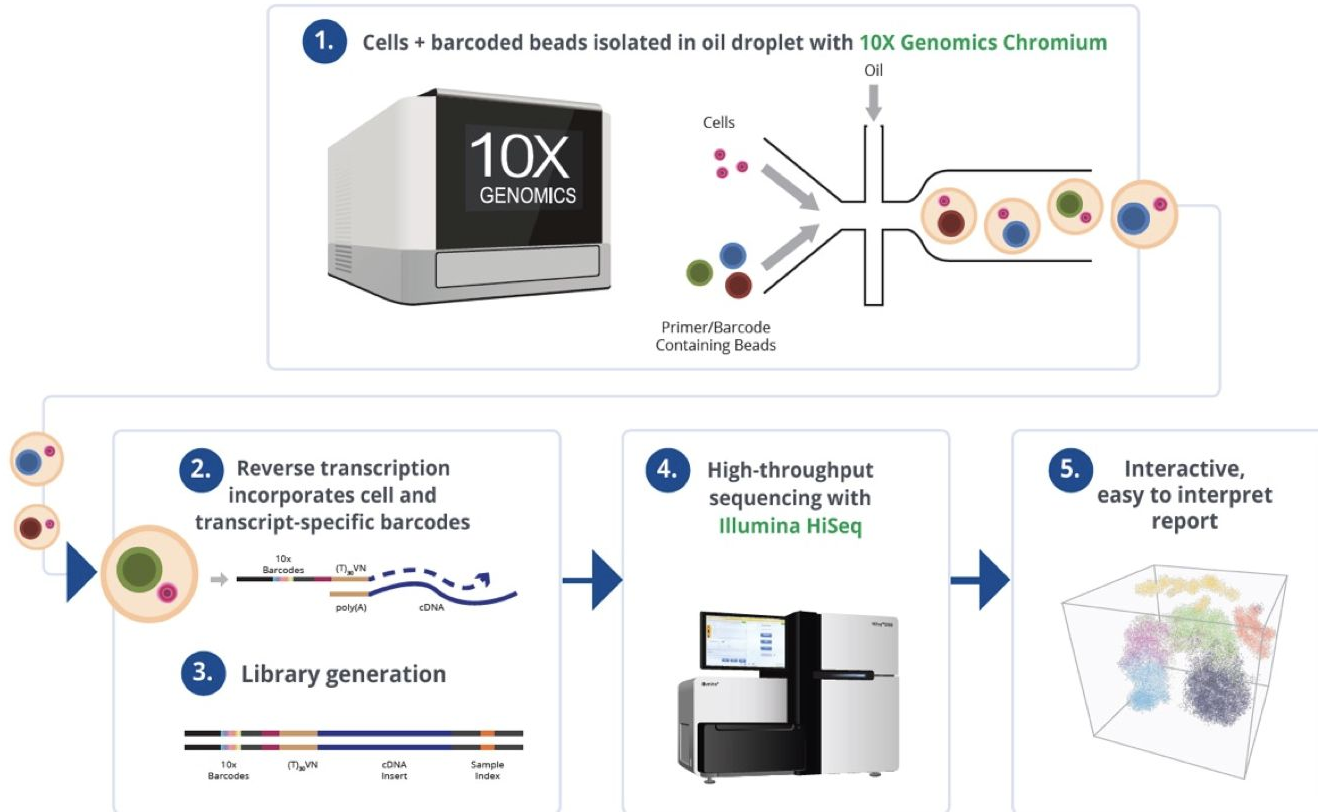 1. Cells + barcoded beads isolated in oil droplet with 10X Genomics Chromium
Oil
Cells
10X
GENOMICS
Primer/Barcode
Containing Beads
2. Reverse transcription
incorporates cell and
transcript-specific barcodes
10x
Barcodes
(T)30VN
poly(A)
cDNA
3. Library generation
10x
Barcodes
(T)30VN
cDNA
Insert
Sample
Index
4. High-throughput
sequencing with
Illumina HiSeq
illumina
5. Interactive,
easy to interpret
report